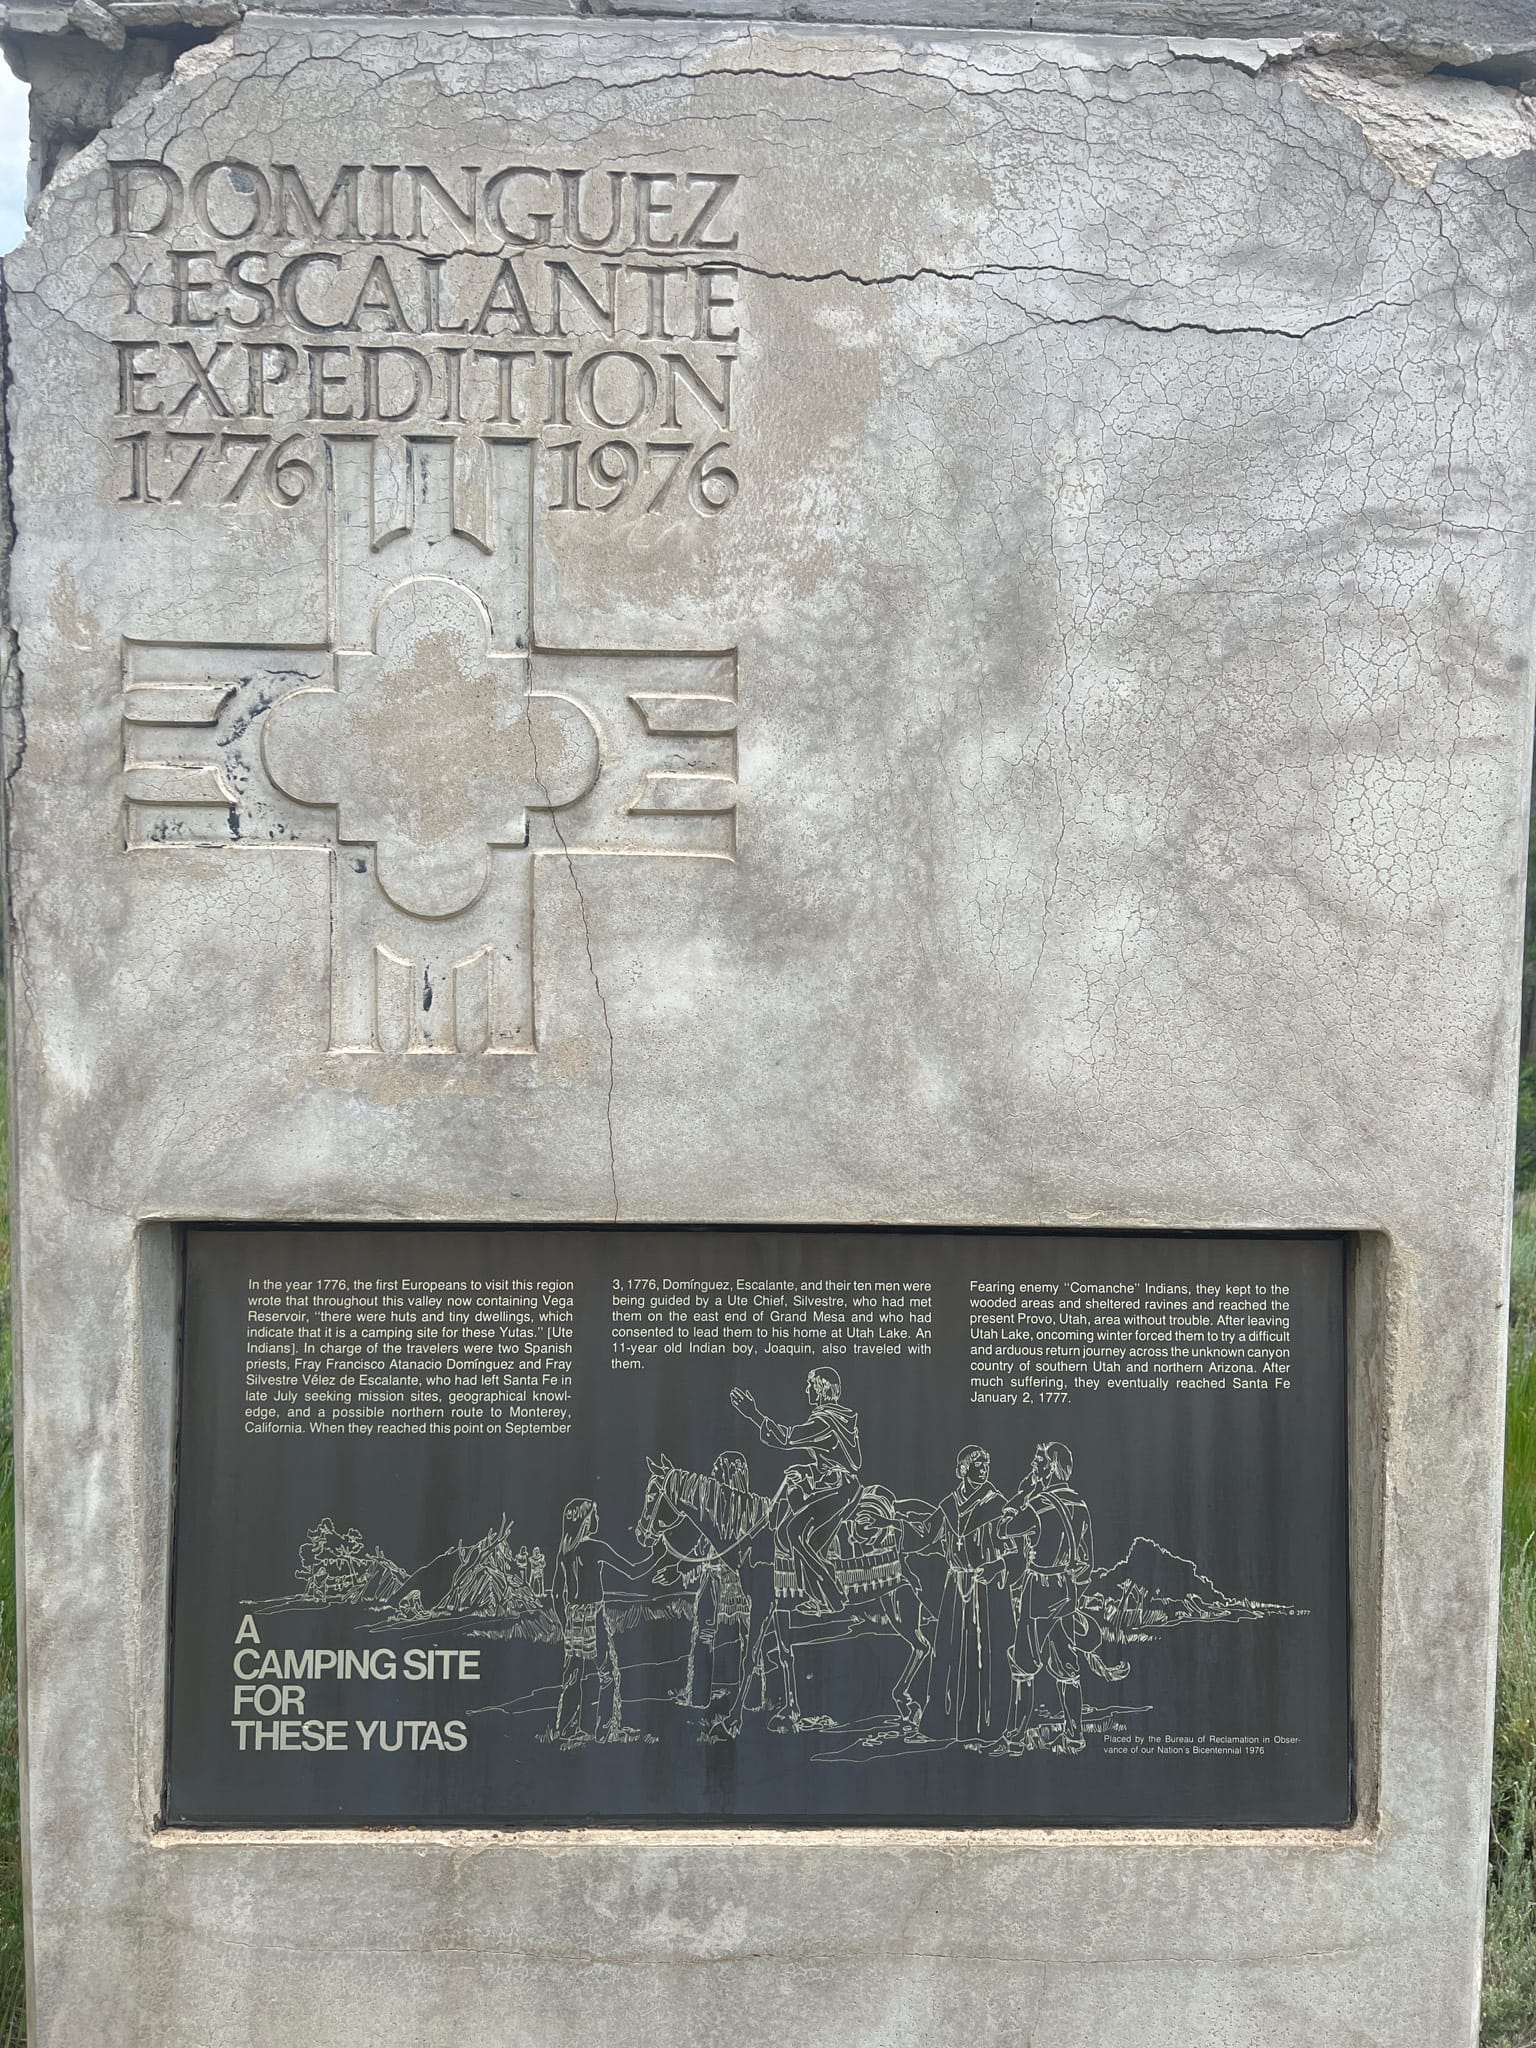 DOMINGUEZ
Y ESCALANTE
EXPEDITION
1776 1976
In the year 1776, the first Europeans to visit this region
wrote that throughout this valley now containing Vega
Reservoir, "there were huts and tiny dwellings, which
indicate that it is a camping site for these Yutas." [Ute
Indians]. In charge of the travelers were two Spanish
priests, Fray Francisco Atanacio Domínguez and Fray
Silvestre Vélez de Escalante, who had left Santa Fe in
late July seeking mission sites, geographical knowl-
edge, and a possible northern route to Monterey,
California. When they reached this point on September
3, 1776, Domínguez, Escalante, and their ten men were
being guided by a Ute Chief, Silvestre, who had met
them on the east end of Grand Mesa and who had
consented to lead them to his home at Utah Lake. An
11-year old Indian boy, Joaquin, also traveled with
them.
Fearing enemy "Comanche" Indians, they kept to the
wooded areas and sheltered ravines and reached the
present Provo, Utah, area without trouble. After leaving
Utah Lake, oncoming winter forced them to try a difficult
and arduous return journey across the unknown canyon
country of southern Utah and northern Arizona. After
much suffering, they eventually reached Santa Fe
January 2, 1777.
A
CAMPING SITE
FOR
THESE YUTAS
Placed by the Bureau of Reclamation in Obser-
vance of our Nation's Bicentennial 1976